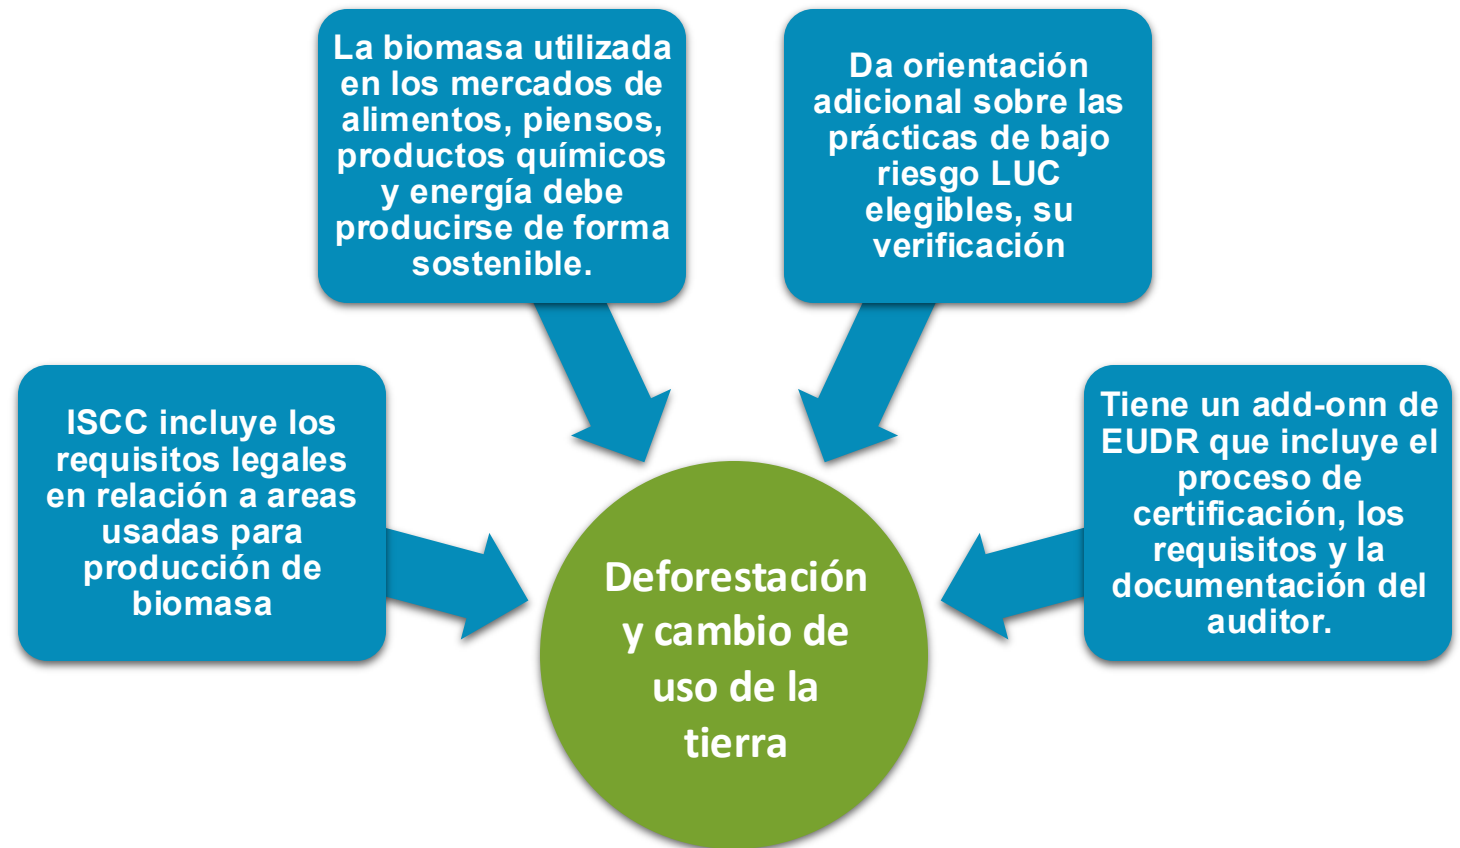 La biomasa utilizada
en los mercados de
alimentos, piensos,
productos químicos
y energía debe
producirse de forma
sostenible.
Da orientación
adicional sobre las
prácticas de bajo
riesgo LUC
elegibles, su
verificación
ISCC incluye los
requisitos legales
en relación a areas
usadas para
producción de
biomasa
Tiene un add-onn de
EUDR que incluye el
proceso de
certificación, los
requisitos y la
documentación del
auditor.
Deforestación
y cambio de
uso de la
tierra